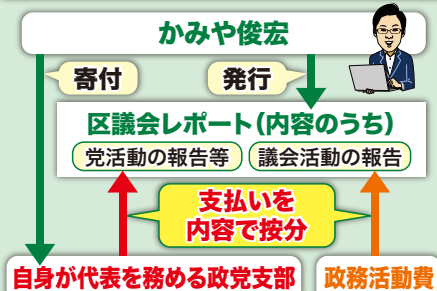 かみや俊宏
寄付
発行
区議会レポート(内容のうち)
党活動の報告等
議会活動の報告
支払いを
内容で按分
自身が代表を務める政党支部
政務活動費